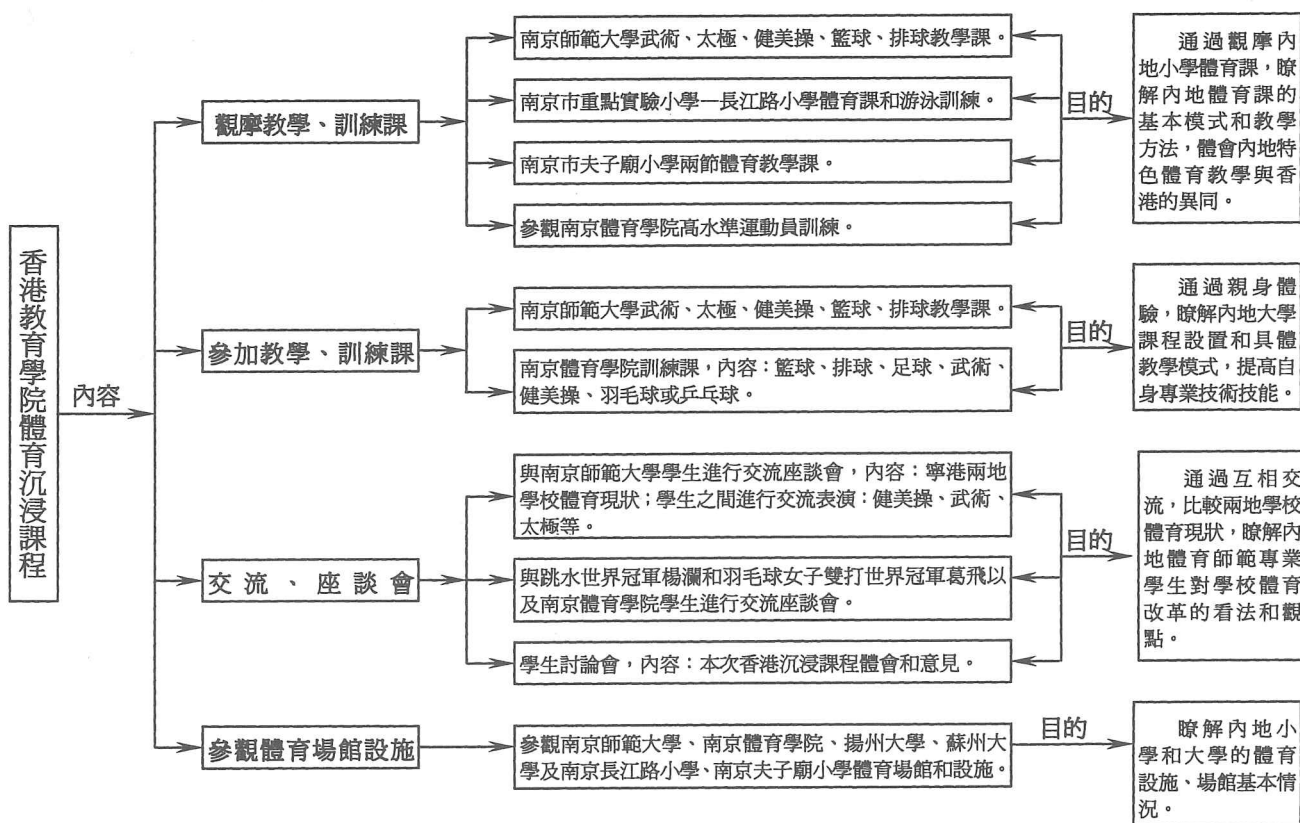 香港教育學院體育沉浸課程
內容
觀摩教學、訓練課
南京師範大學武術、太極、健美操、籃球、排球教學課。
南京市重點實驗小學—長江路小學體育課和游泳訓練。
南京市夫子廟小學兩節體育教學課。
參觀南京體育學院高水準運動員訓練。
目的
通過觀摩內
地小學體育課，瞭
解內地體育課的
基本模式和教學
方法，體會內地特
色體育教學與香
港的異同。
參加教學、訓練課
南京師範大學武術、太極、健美操、籃球、排球教學課。
南京體育學院訓練課，內容：籃球、排球、足球、武術、
健美操、羽毛球或乒乓球。
目的
通過親身體
驗，瞭解內地大學
課程設置和具體
教學模式，提高自
身專業技術技能。
交流、座談會
與南京師範大學學生進行交流座談會，內容：寧港兩地
學校體育現狀；學生之間進行交流表演：健美操、武術、
太極等。
與跳水世界冠軍楊瀾和羽毛球女子雙打世界冠軍葛飛以
及南京體育學院學生進行交流座談會。
學生討論會，內容：本次香港沉浸課程體會和意見。
目的
通過互相交
流，比較兩地學校
體育現狀，瞭解內
地體育師範專業
學生對學校體育
改革的看法和觀
點。
參觀體育場館設施
參觀南京師範大學、南京體育學院、揚州大學、蘇州大
學及南京長江路小學、南京夫子廟小學體育場館和設施。
目的
瞭解內地小
學和大學的體育
設施、場館基本情
況。